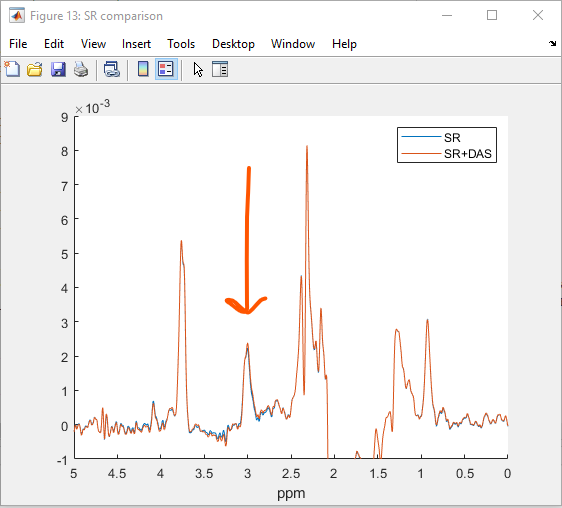 Figure 13: SR comparison
File Edit View Insert Tools Desktop Window Help
×10-3
SR
SR+DAS
9
8
7
6
5
4
3
2
1
0
-1
5 4.5 4 3.5 3 2.5 2 1.5 1 0.5 0
ppm